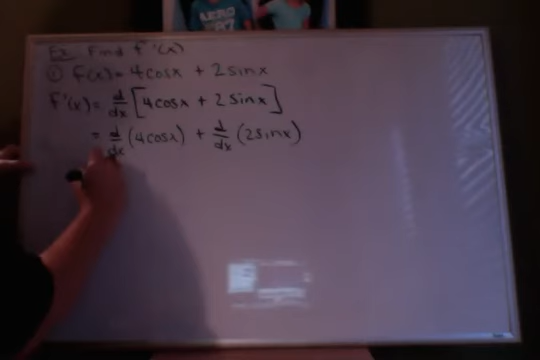 Ex. Find f'(x)
① f(x) = 4cosx + 2sinx
f'(x) = d/dx [4cosx + 2sinx]
= d/dx (4cosx) + d/dx (2sinx)